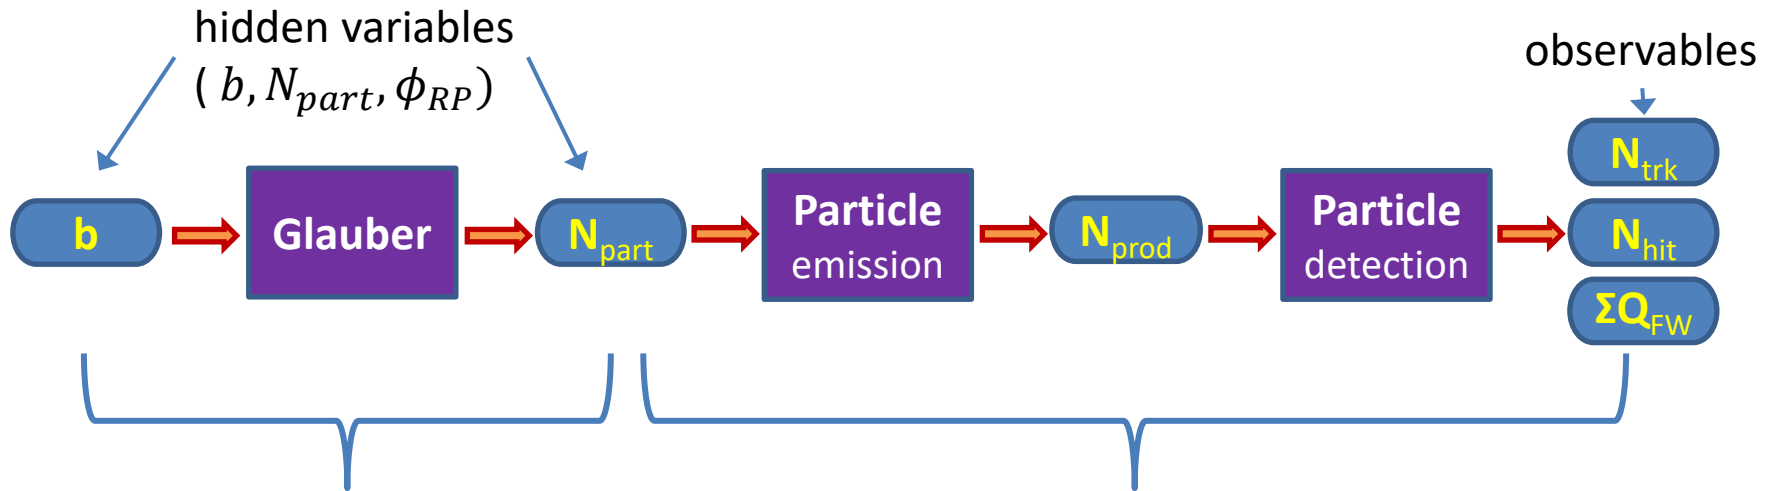 hidden variables
( b, N_part, ϕ_RP)
observables
b
Glauber
N_part
Particle
emission
N_prod
Particle
detection
N_trk
N_hit
ΣQ_FW